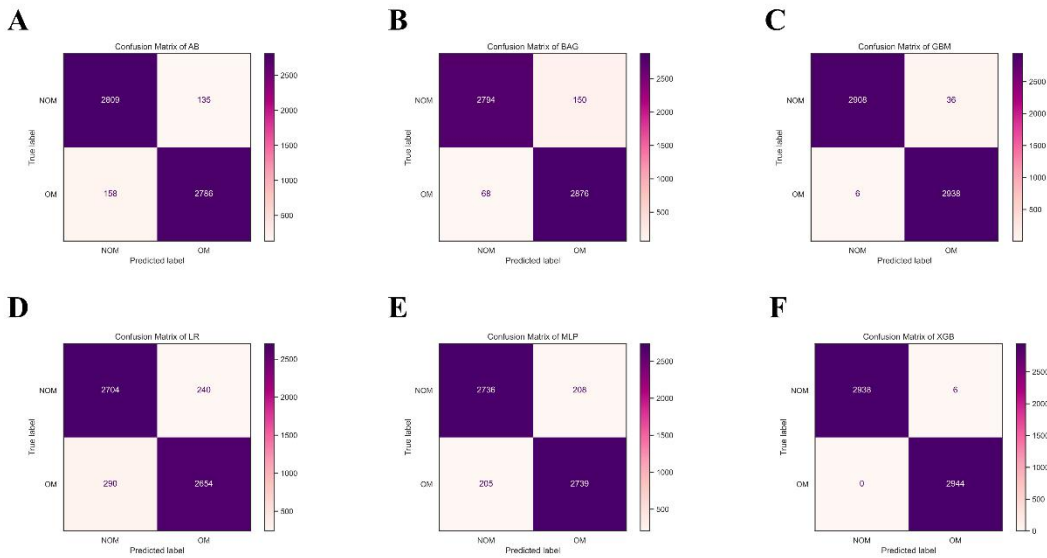 A
Confusion Matrix of AB
NOM
2809
135
OM
158
2786
NOM
OM
True label
Predicted label
2500
2000
1500
1000
500
B
Confusion Matrix of BAG
NOM
2794
150
OM
68
2876
NOM
OM
True label
Predicted label
2500
2000
1500
1000
500
C
Confusion Matrix of GBM
NOM
2908
36
OM
6
2938
NOM
OM
True label
Predicted label
2500
2000
1500
1000
500
D
Confusion Matrix of LR
NOM
2704
240
OM
290
2654
NOM
OM
True label
Predicted label
2500
2000
1500
1000
500
E
Confusion Matrix of MLP
NOM
2736
208
OM
205
2739
NOM
OM
True label
Predicted label
2500
2000
1500
1000
500
F
Confusion Matrix of XGB
NOM
2938
6
OM
0
2944
NOM
OM
True label
Predicted label
2500
2000
1500
1000
500
0